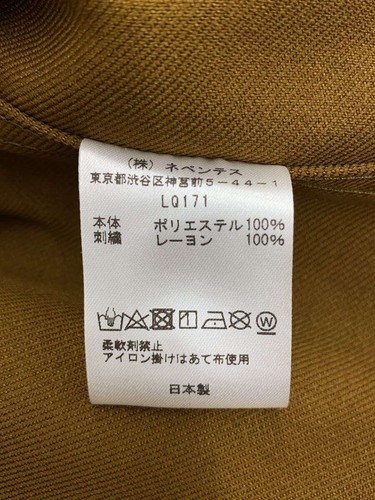 (株) ネペンテス
東京都渋谷区神宮前5-44-1
LQ171
本体 ポリエステル100%
刺繍 レーヨン 100%
W
柔軟剤禁止
アイロン掛けはあて布使用
日本製